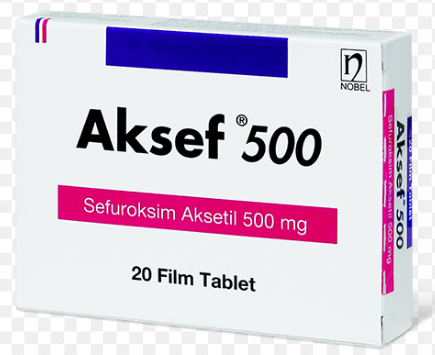 NOBEL
Aksef® 500
Sefuroksim Aksetil 500 mg
20 Film Tablet
20 Film Tablet
Aksef® 500
Sefuroksim Aksetil 500 mg